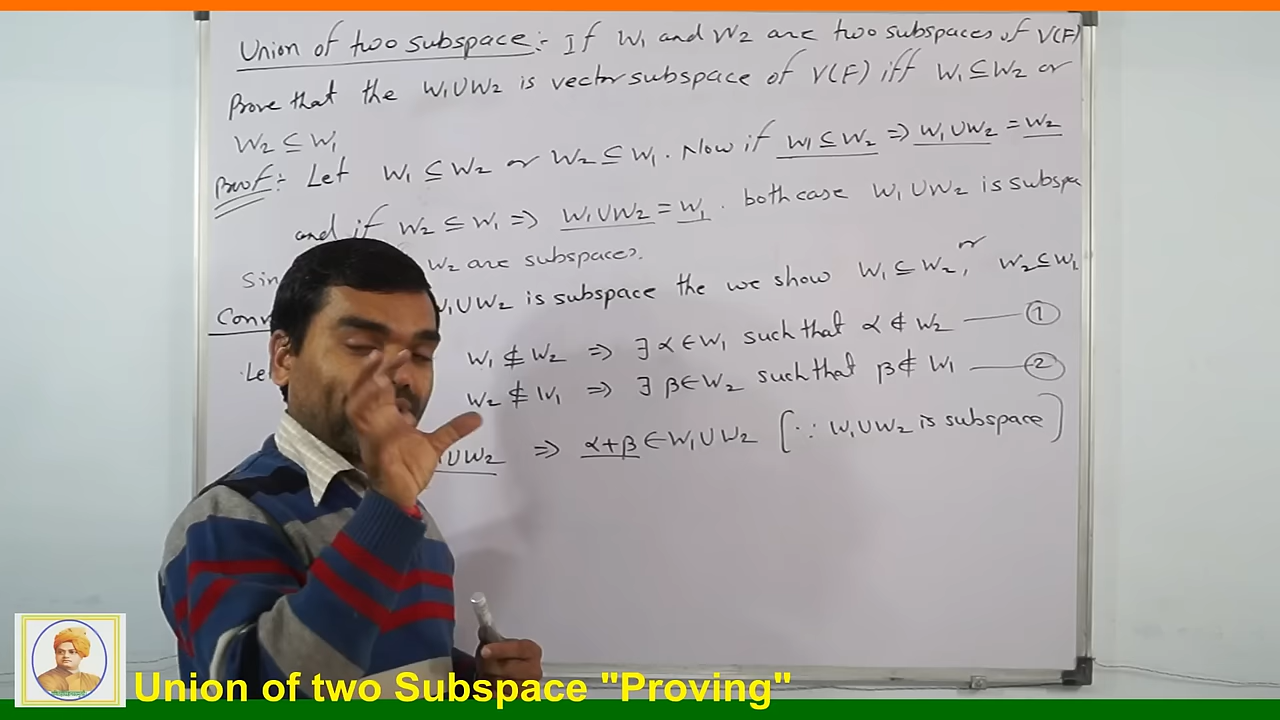 Union of two subspace:- If W₁ and W₂ are two subspaces of V(F)
Prove that the W₁∪W₂ is vector subspace of V(F) iff W₁⊆W₂ or
W₂⊆W₁
Proof:- Let W₁⊆W₂ or W₂⊆W₁. Now if W₁⊆W₂ ⇒ W₁∪W₂ = W₂
and if W₂⊆W₁ ⇒ W₁∪W₂ = W₁. both case W₁∪W₂ is subspa
Sin W₂ are subspaces.
Conv W₁∪W₂ is subspace the we show W₁⊆W₂, or W₂⊆W₁
Let W₁⊈W₂ ⇒ ∃ α∈W₁ such that α∉W₂ — ①
W₂⊈W₁ ⇒ ∃ β∈W₂ such that β∉W₁ — ②
∪W₂ ⇒ α+β∈W₁∪W₂ [∵ W₁∪W₂ is subspace]
Union of two Subspace "Proving"